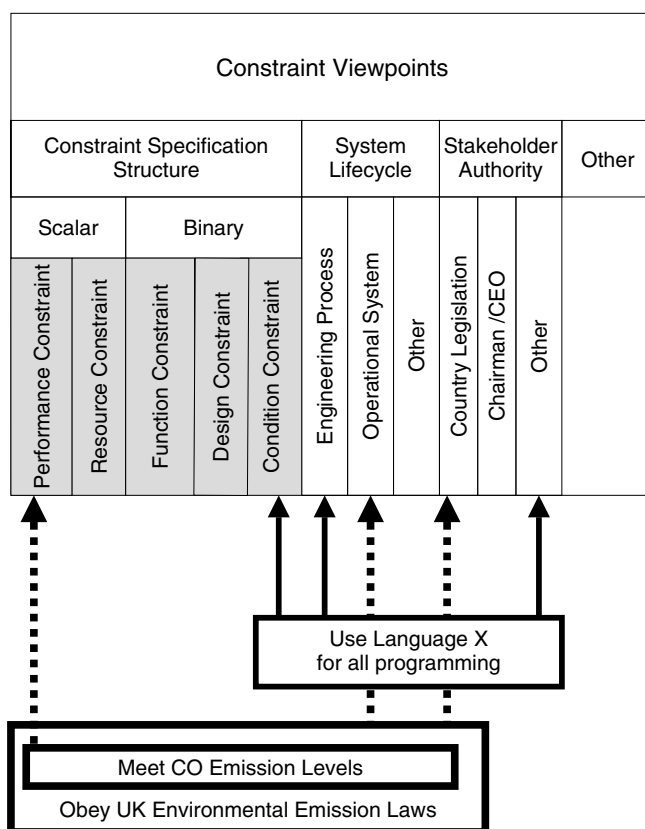 Constraint Viewpoints
Constraint Specification
Structure
System
Lifecycle
Stakeholder
Authority
Other
Scalar
Binary
Performance Constraint
Resource Constraint
Function Constraint
Design Constraint
Condition Constraint
Engineering Process
Operational System
Other
Country Legislation
Chairman /CEO
Other
Use Language X
for all programming
Meet CO Emission Levels
Obey UK Environmental Emission Laws